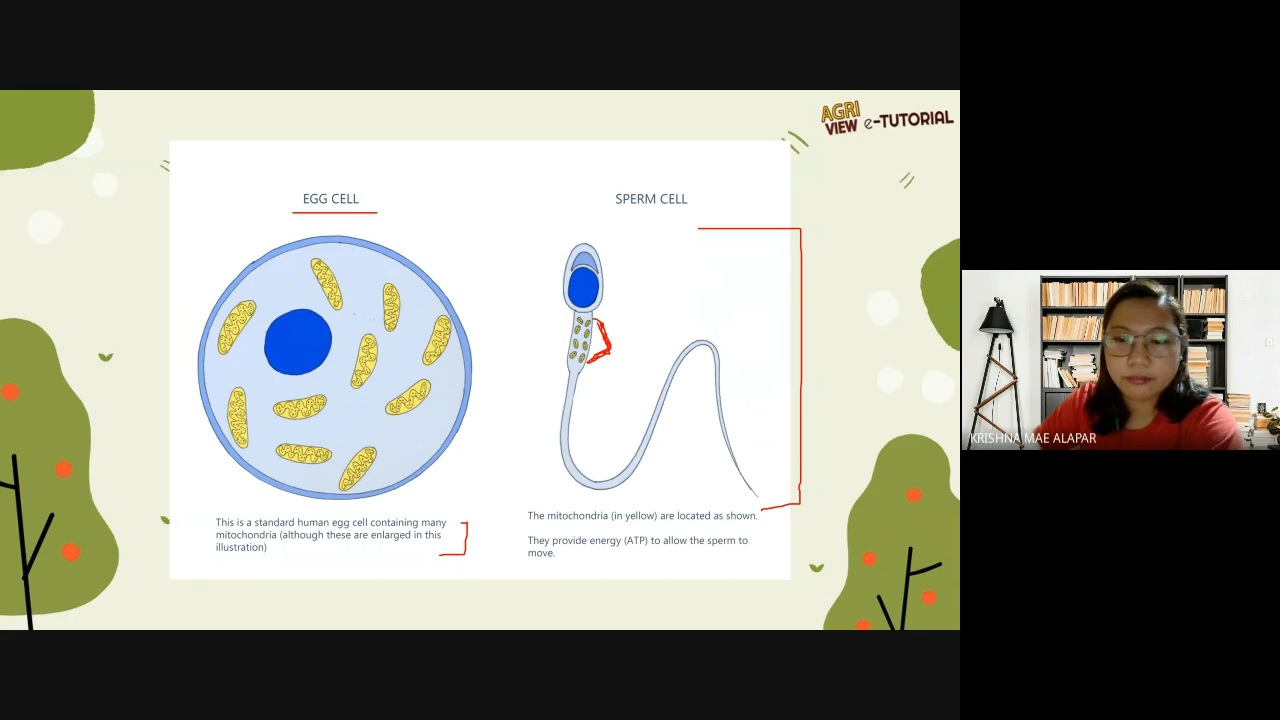 AGRI
VIEW e-TUTORIAL
EGG CELL
SPERM CELL
This is a standard human egg cell containing many
mitochondria (although these are enlarged in this
illustration)
The mitochondria (in yellow) are located as shown.
They provide energy (ATP) to allow the sperm to
move.
KRISHNA MAE ALAPAR